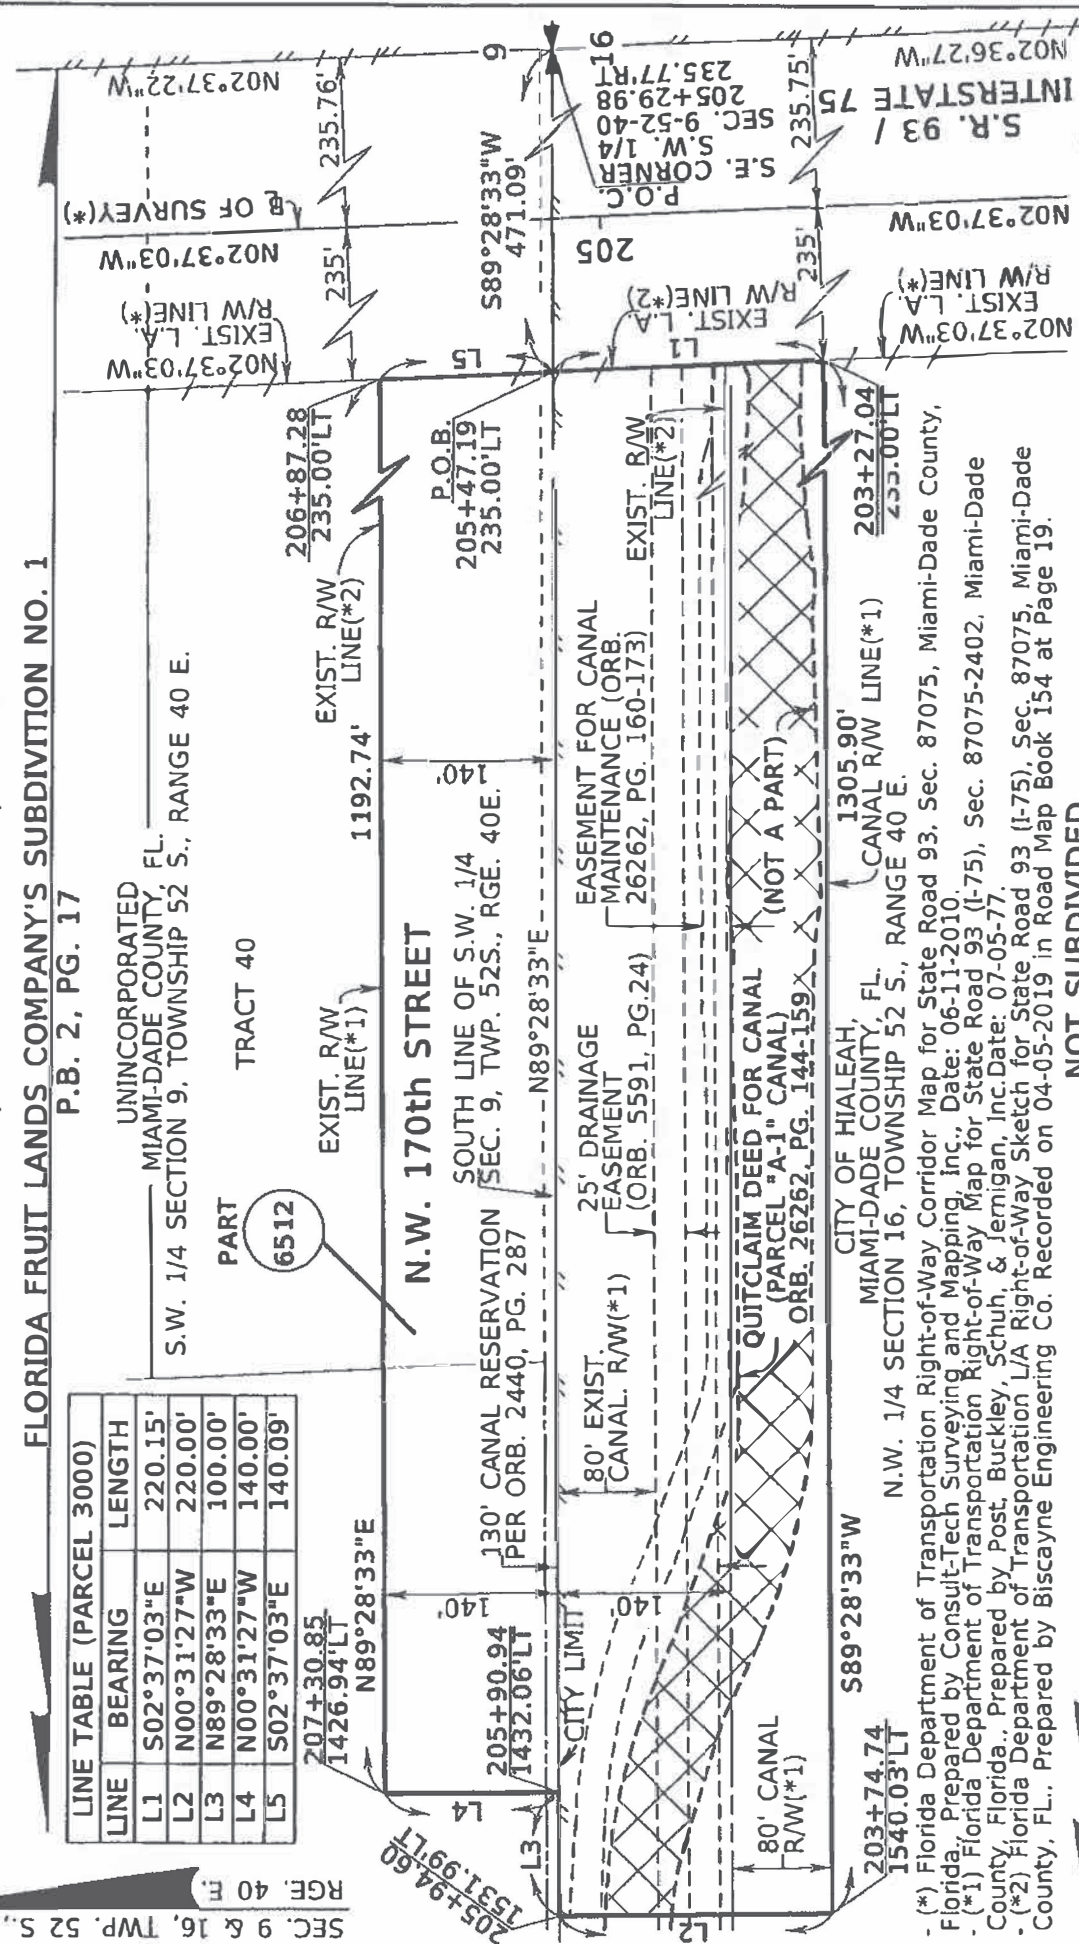 FLORIDA FRUIT LANDS COMPANY'S SUBDIVISION NO. 1
P.B. 2, PG. 17
SEC. 9 & 16, TWP. 52 S.,
RGE. 40 E.
LINE TABLE (PARCEL 3000)
LINE BEARING LENGTH
L1 S02°37'03"E 220.15'
L2 N00°31'27"W 220.00'
L3 N89°28'33"E 100.00'
L4 N00°31'27"W 140.00'
L5 S02°37'03"E 140.09'
UNINCORPORATED
MIAMI-DADE COUNTY, FL.
S.W. 1/4 SECTION 9, TOWNSHIP 52 S., RANGE 40 E.
TRACT 40
PART
6512
N02°37'22"W
235.76'
℄ OF SURVEY(*)
N02°37'03"W
235'
EXIST. L.A.
R/W LINE(*)
N02°37'03"W
207+30.85
1426.94'LT
N89°28'33"E
EXIST. R/W
LINE(*1)
1192.74'
EXIST. R/W
LINE(*2)
206+87.28
235.00'LT
L4
140'
N.W. 170th STREET
140'
L5
130' CANAL RESERVATION
PER ORB. 2440, PG. 287
SOUTH LINE OF S.W. 1/4
SEC. 9, TWP. 52S., RGE. 40E.
N89°28'33"E
P.O.B.
205+47.19
235.00'LT
S89°28'33"W
471.09'
9
16
205
P.O.C.
S.E. CORNER
S.W. 1/4
SEC. 9-52-40
205+29.98
235.77'RT
205+94.60
1531.99'LT
L3
205+90.94
1432.06'LT
CITY LIMIT
140'
80' EXIST.
CANAL. R/W(*1)
25' DRAINAGE
EASEMENT
(ORB. 5591, PG.24)
EASEMENT FOR CANAL
MAINTENANCE (ORB.
26262, PG. 160-173)
EXIST. R/W
LINE(*2)
EXIST. L.A.
R/W LINE(*2)
L1
L2
80' CANAL
R/W(*1)
QUITCLAIM DEED FOR CANAL
(PARCEL "A-1" CANAL)
ORB. 26262, PG. 144-159
(NOT A PART)
235'
235.75'
N02°37'03"W
N02°36'27"W
S.R. 93 /
INTERSTATE 75
EXIST. L.A.
R/W LINE(*)
N02°37'03"W
203+74.74
1540.03'LT
S89°28'33"W
1305.90'
CANAL R/W LINE(*1)
203+27.04
235.00'LT
CITY OF HIALEAH,
MIAMI-DADE COUNTY, FL.
N.W. 1/4 SECTION 16, TOWNSHIP 52 S., RANGE 40 E.
- (*) Florida Department of Transportation Right-of-Way Corridor Map for State Road 93, Sec. 87075, Miami-Dade County,
Florida, Prepared by Consult-Tech Surveying and Mapping, Inc., Date: 06-11-2010.
- (*1) Florida Department of Transportation Right-of-Way Map for State Road 93 (I-75), Sec. 87075-2402, Miami-Dade
County, Florida., Prepared by Post, Buckley, Schuh, & Jernigan, Inc.Date: 07-05-77.
- (*2) Florida Department of Transportation L/A Right-of-Way Sketch for State Road 93 (I-75), Sec. 87075, Miami-Dade
County, FL., Prepared by Biscayne Engineering Co. Recorded on 04-05-2019 in Road Map Book 154 at Page 19.
NOT SUBDIVIDED